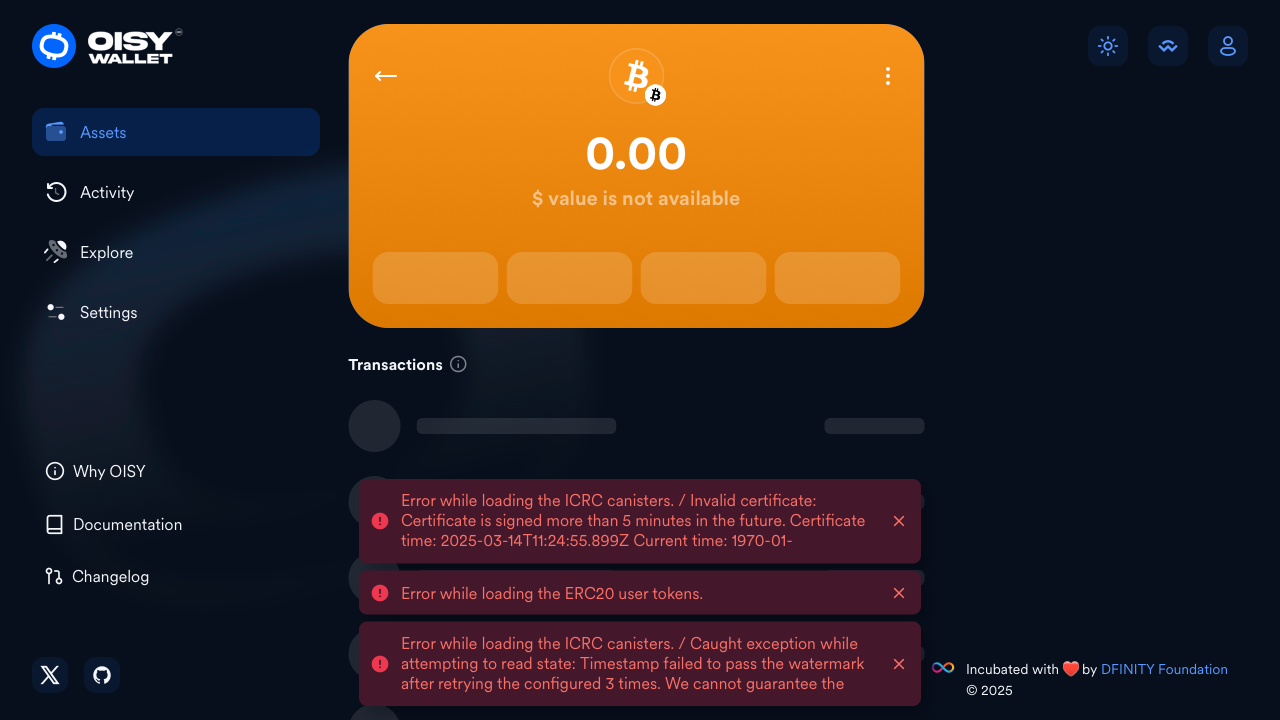 OISY
WALLET
Assets
Activity
Explore
Settings
Why OISY
Documentation
Changelog
0.00
$ value is not available
Transactions
Error while loading the ICRC canisters. / Invalid certificate:
Certificate is signed more than 5 minutes in the future. Certificate
time: 2025-03-14T11:24:55.899Z Current time: 1970-01-
Error while loading the ERC20 user tokens.
Error while loading the ICRC canisters. / Caught exception while
attempting to read state: Timestamp failed to pass the watermark
after retrying the configured 3 times. We cannot guarantee the
Incubated with ❤️ by DFINITY Foundation
© 2025